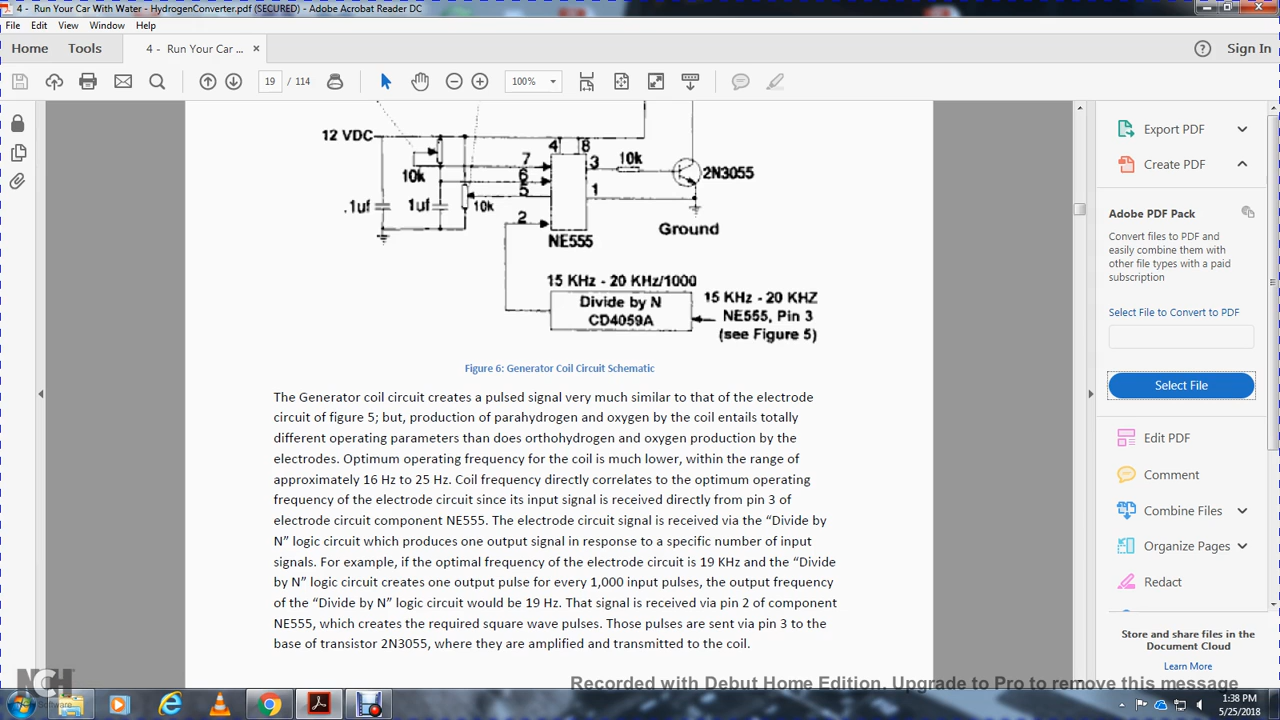 4 - Run Your Car With Water - HydrogenConverter.pdf (SECURED) - Adobe Acrobat Reader DC
File Edit View Window Help
Home Tools 4 - Run Your Car ... × Sign In
19 / 114 100%
12 VDC
4 8
7 3 10k
6 2N3055
10k 5 1
.1uf 1uf 10k
2
NE555 Ground
15 KHz - 20 KHz/1000
Divide by N
CD4059A
15 KHz - 20 KHZ
NE555, Pin 3
(see Figure 5)
Figure 6: Generator Coil Circuit Schematic
The Generator coil circuit creates a pulsed signal very much similar to that of the electrode
circuit of figure 5; but, production of parahydrogen and oxygen by the coil entails totally
different operating parameters than does orthohydrogen and oxygen production by the
electrodes. Optimum operating frequency for the coil is much lower, within the range of
approximately 16 Hz to 25 Hz. Coil frequency directly correlates to the optimum operating
frequency of the electrode circuit since its input signal is received directly from pin 3 of
electrode circuit component NE555. The electrode circuit signal is received via the “Divide by
N” logic circuit which produces one output signal in response to a specific number of input
signals. For example, if the optimal frequency of the electrode circuit is 19 KHz and the “Divide
by N” logic circuit creates one output pulse for every 1,000 input pulses, the output frequency
of the “Divide by N” logic circuit would be 19 Hz. That signal is received via pin 2 of component
NE555, which creates the required square wave pulses. Those pulses are sent via pin 3 to the
base of transistor 2N3055, where they are amplified and transmitted to the coil.
Export PDF
Create PDF
Adobe PDF Pack
Convert files to PDF and
easily combine them with
other file types with a paid
subscription
Select File to Convert to PDF
Select File
Edit PDF
Comment
Combine Files
Organize Pages
Redact
Store and share files in the
Document Cloud
Learn More
NCH
Software
Recorded with Debut Home Edition. Upgrade to Pro to remove this message
1:38 PM
5/25/2018